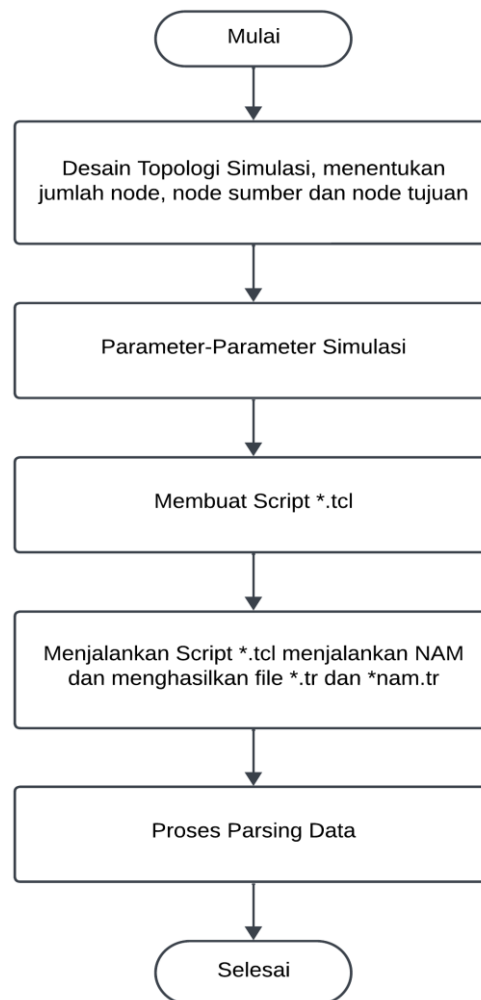 Mulai
Desain Topologi Simulasi, menentukan
jumlah node, node sumber dan node tujuan
Parameter-Parameter Simulasi
Membuat Script *.tcl
Menjalankan Script *.tcl menjalankan NAM
dan menghasilkan file *.tr dan *nam.tr
Proses Parsing Data
Selesai